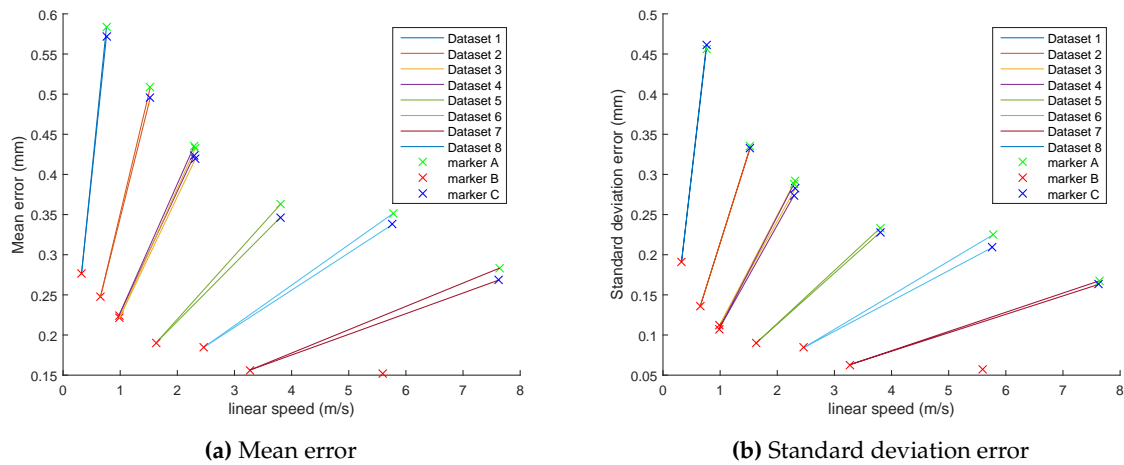 0.6
0.55
0.5
0.45
0.4
0.35
0.3
0.25
0.2
0.15
Mean error (mm)
0 1 2 3 4 5 6 7 8
linear speed (m/s)
Dataset 1
Dataset 2
Dataset 3
Dataset 4
Dataset 5
Dataset 6
Dataset 7
Dataset 8
marker A
marker B
marker C
(a) Mean error
0.5
0.45
0.4
0.35
0.3
0.25
0.2
0.15
0.1
0.05
Standard deviation error (mm)
0 1 2 3 4 5 6 7 8
linear speed (m/s)
Dataset 1
Dataset 2
Dataset 3
Dataset 4
Dataset 5
Dataset 6
Dataset 7
Dataset 8
marker A
marker B
marker C
(b) Standard deviation error